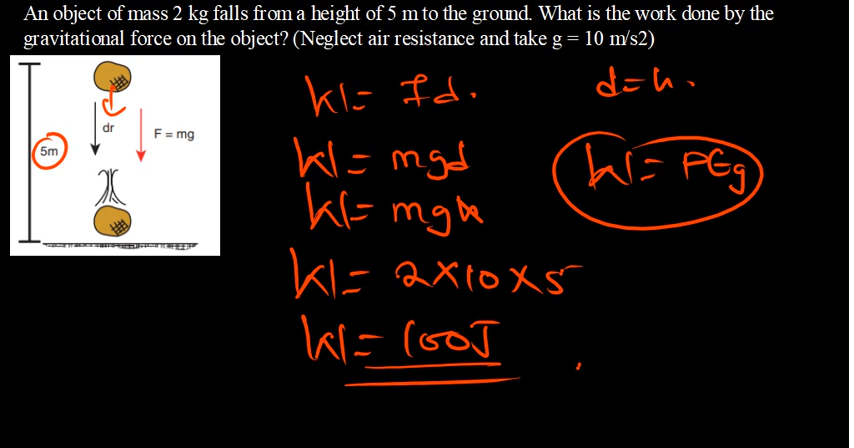 An object of mass 2 kg falls from a height of 5 m to the ground. What is the work done by the
gravitational force on the object? (Neglect air resistance and take g = 10 m/s2)
W = Fd.
d = h.
dr
F = mg
5m
W = mgd
W = PEg
W = mgh
W = 2×10×5
W = 100J